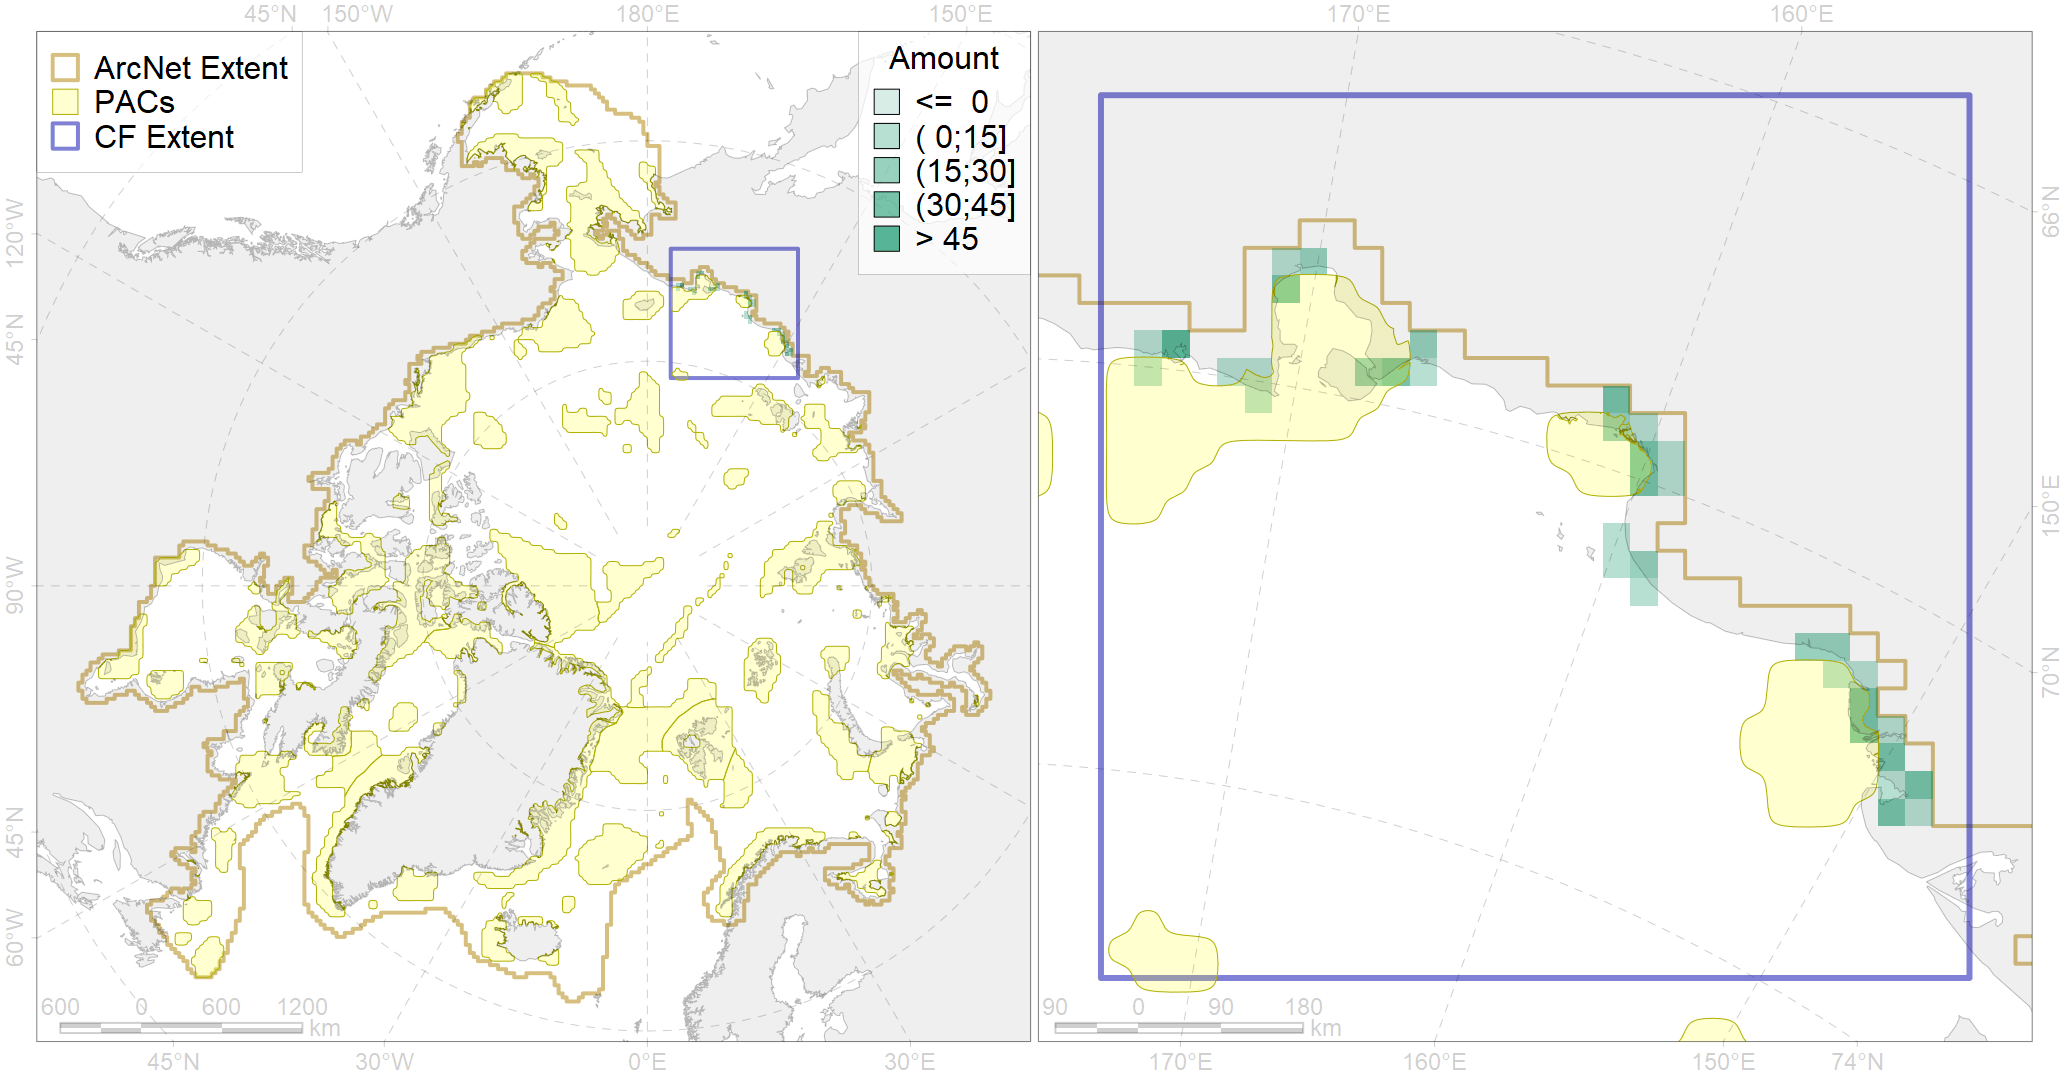 45°N 150°W 180°E 150°E 170°E 160°E
ArcNet Extent
PACs
CF Extent
Amount
<= 0
( 0;15]
(15;30]
(30;45]
> 45
120°W
45°N
90°W
45°N
60°W
66°N
150°E
70°N
600 0 600 1200
km
90 0 90 180
km
45°N 30°W 0°E 30°E 170°E 160°E 150°E 74°N